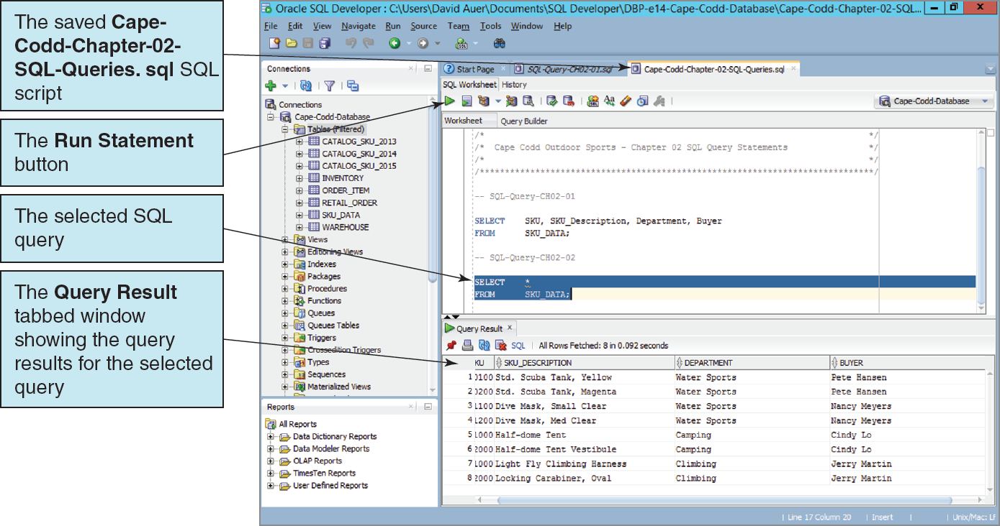 The saved Cape-
Codd-Chapter-02-
SQL-Queries. sql SQL
script
The Run Statement
button
The selected SQL
query
The Query Result
tabbed window
showing the query
results for the selected
query
Oracle SQL Developer : C:\Users\David Auer\Documents\SQL Developer\DBP-e14-Cape-Codd-Database\Cape-Codd-Chapter-02-SQL...
File Edit View Navigate Run Source Team Tools Window Help
Connections
Connections
Cape-Codd-Database
Tables (Filtered)
CATALOG_SKU_2013
CATALOG_SKU_2014
CATALOG_SKU_2015
INVENTORY
ORDER_ITEM
RETAIL_ORDER
SKU_DATA
WAREHOUSE
Views
Editioning Views
Indexes
Packages
Procedures
Functions
Queues
Queues Tables
Triggers
Crossedition Triggers
Types
Sequences
Materialized Views
Reports
All Reports
Data Dictionary Reports
Data Modeler Reports
OLAP Reports
TimesTen Reports
User Defined Reports
Start Page SQL-Query-CH02-01.sql Cape-Codd-Chapter-02-SQL-Queries.sql
SQL Worksheet History
Cape-Codd-Database
Worksheet Query Builder
/* */
/* Cape Codd Outdoor Sports - Chapter 02 SQL Query Statements */
/* */
/********************************************************************************/
-- SQL-Query-CH02-01
SELECT SKU, SKU_Description, Department, Buyer
FROM SKU_DATA;
-- SQL-Query-CH02-02
SELECT *
FROM SKU_DATA;
Query Result
SQL | All Rows Fetched: 8 in 0.092 seconds
KU SKU_DESCRIPTION DEPARTMENT BUYER
1 0100 Std. Scuba Tank, Yellow Water Sports Pete Hansen
2 0200 Std. Scuba Tank, Magenta Water Sports Pete Hansen
3 1100 Dive Mask, Small Clear Water Sports Nancy Meyers
4 1200 Dive Mask, Med Clear Water Sports Nancy Meyers
5 1000 Half-dome Tent Camping Cindy Lo
6 2000 Half-dome Tent Vestibule Camping Cindy Lo
7 1000 Light Fly Climbing Harness Climbing Jerry Martin
8 2000 Locking Carabiner, Oval Climbing Jerry Martin
| Line 17 Column 20 | Insert | | Unix/Mac: LF